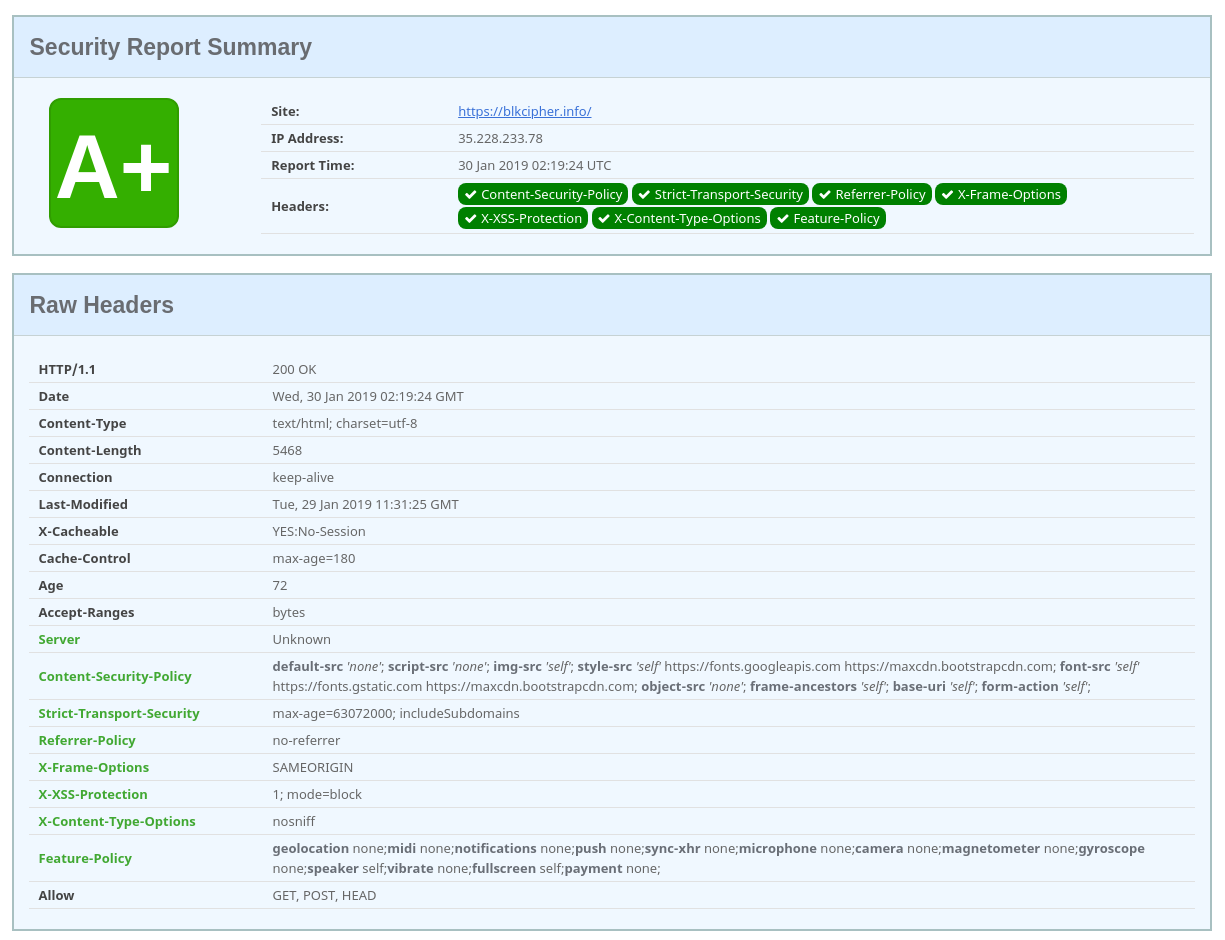 Security Report Summary
A+
Site: https://blkcipher.info/
IP Address: 35.228.233.78
Report Time: 30 Jan 2019 02:19:24 UTC
Headers: Content-Security-Policy Strict-Transport-Security Referrer-Policy X-Frame-Options
X-XSS-Protection X-Content-Type-Options Feature-Policy
Raw Headers
HTTP/1.1 200 OK
Date Wed, 30 Jan 2019 02:19:24 GMT
Content-Type text/html; charset=utf-8
Content-Length 5468
Connection keep-alive
Last-Modified Tue, 29 Jan 2019 11:31:25 GMT
X-Cacheable YES:No-Session
Cache-Control max-age=180
Age 72
Accept-Ranges bytes
Server Unknown
Content-Security-Policy default-src 'none'; script-src 'none'; img-src 'self'; style-src 'self' https://fonts.googleapis.com https://maxcdn.bootstrapcdn.com; font-src 'self'
https://fonts.gstatic.com https://maxcdn.bootstrapcdn.com; object-src 'none'; frame-ancestors 'self'; base-uri 'self'; form-action 'self';
Strict-Transport-Security max-age=63072000; includeSubdomains
Referrer-Policy no-referrer
X-Frame-Options SAMEORIGIN
X-XSS-Protection 1; mode=block
X-Content-Type-Options nosniff
Feature-Policy geolocation none;midi none;notifications none;push none;sync-xhr none;microphone none;camera none;magnetometer none;gyroscope
none;speaker self;vibrate none;fullscreen self;payment none;
Allow GET, POST, HEAD